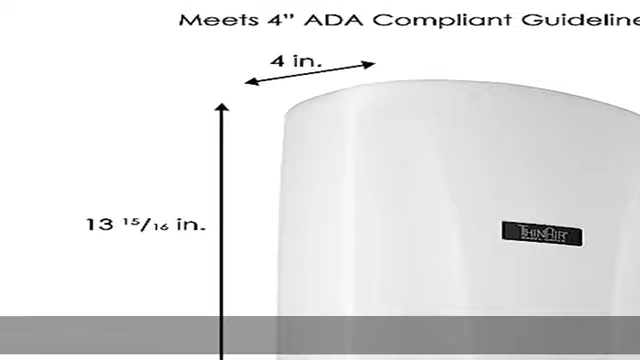 Meets 4” ADA Compliant Guideline
4 in.
13 15/16 in.
THINAIR